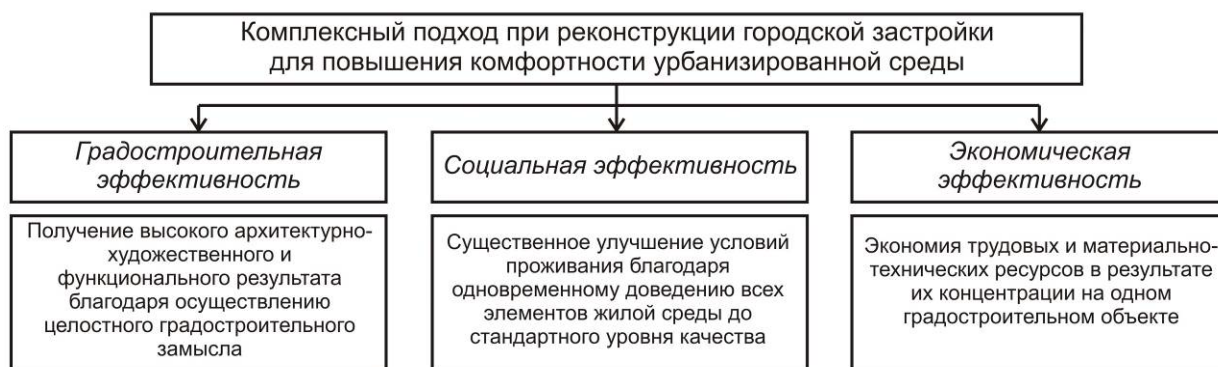 Комплексный подход при реконструкции городской застройки
для повышения комфортности урбанизированной среды
Градостроительная
эффективность
Социальная эффективность
Экономическая
эффективность
Получение высокого архитектурно-
художественного и
функционального результата
благодаря осуществлению
целостного градостроительного
замысла
Существенное улучшение условий
проживания благодаря
одновременному доведению всех
элементов жилой среды до
стандартного уровня качества
Экономия трудовых и материально-
технических ресурсов в результате
их концентрации на одном
градостроительном объекте